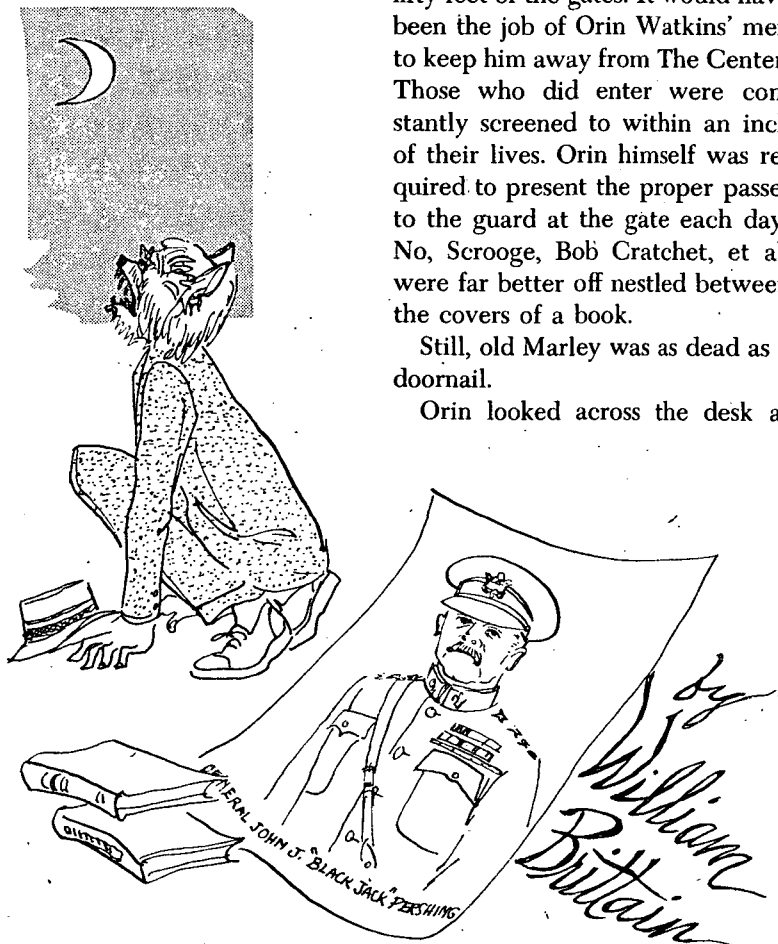 been the job of Orin Watkins' me
to keep him away from The Center
Those who did enter were con-
stantly screened to within an inc
of their lives. Orin himself was re
quired to present the proper passe
to the guard at the gate each day
No, Scrooge, Bob Cratchet, et a
were far better off nestled between
the covers of a book.
Still, old Marley was as dead as
doornail.
Orin looked across the desk a
GENERAL JOHN J. "BLACK JACK" PERSHING
by
William
Brittain